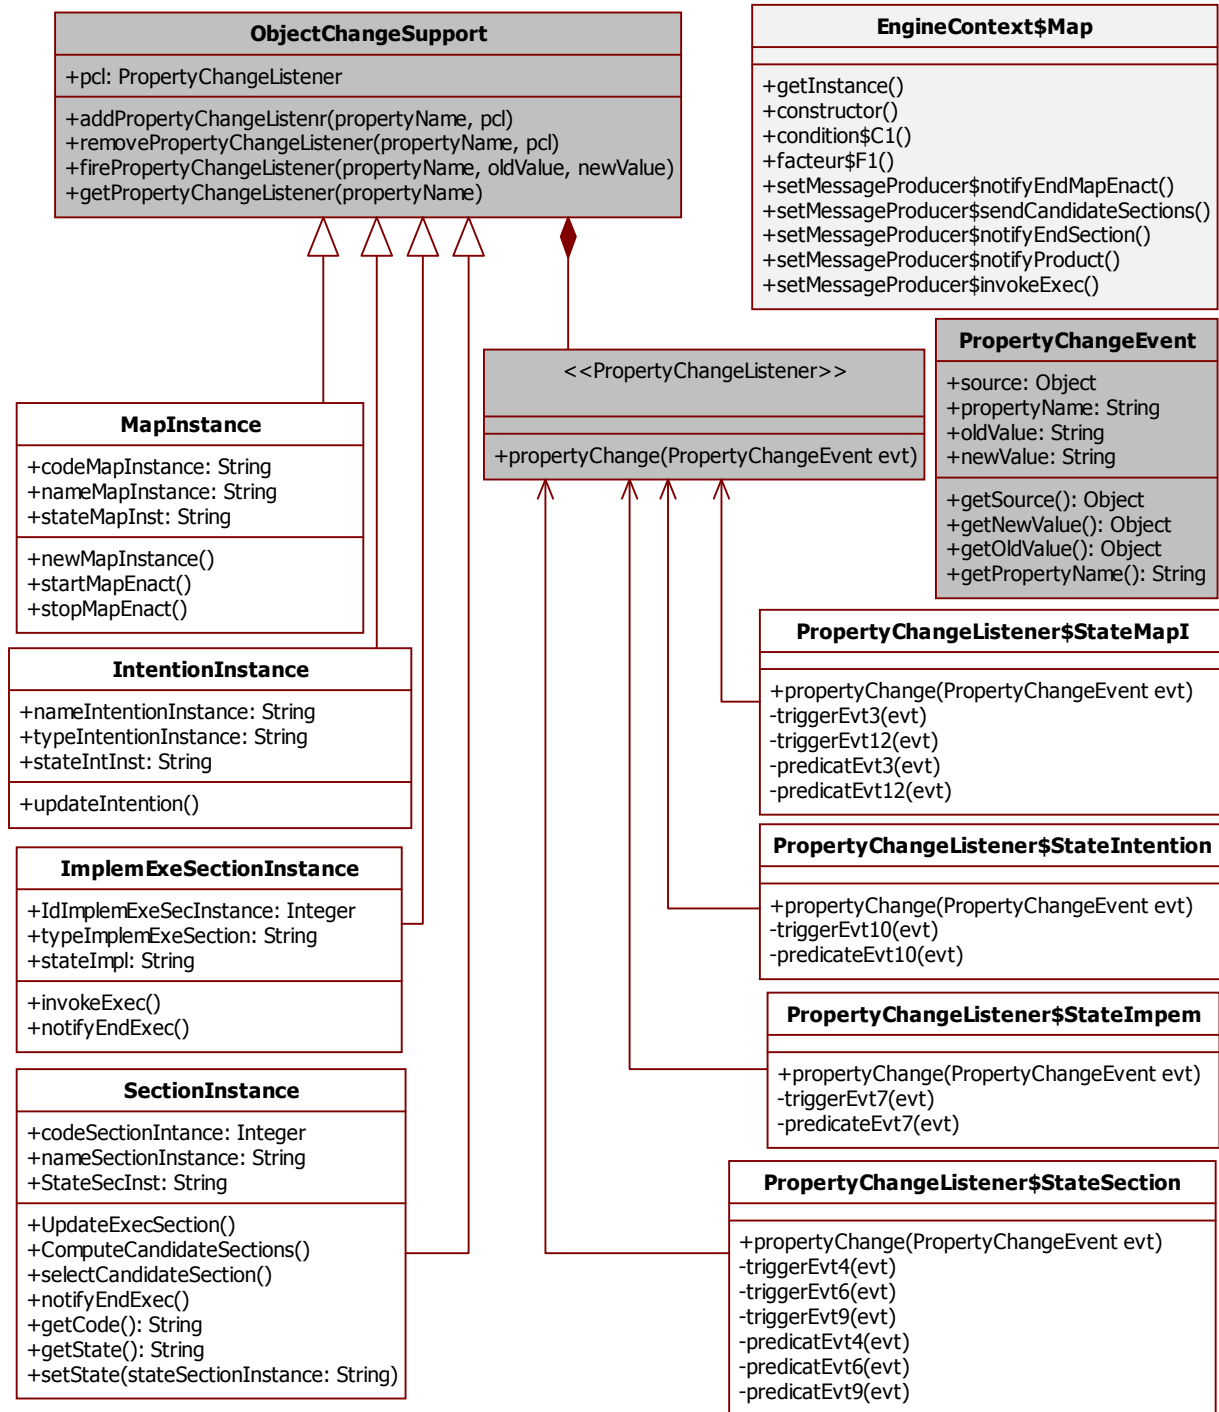 ObjectChangeSupport
+pcl: PropertyChangeListener
+addPropertyChangeListenr(propertyName, pcl)
+removePropertyChangeListener(propertyName, pcl)
+firePropertyChangeListener(propertyName, oldValue, newValue)
+getPropertyChangeListener(propertyName)
EngineContext$Map
+getInstance()
+constructor()
+condition$C1()
+facteur$F1()
+setMessageProducer$notifyEndMapEnact()
+setMessageProducer$sendCandidateSections()
+setMessageProducer$notifyEndSection()
+setMessageProducer$notifyProduct()
+setMessageProducer$invokeExec()
<<PropertyChangeListener>>
+propertyChange(PropertyChangeEvent evt)
PropertyChangeEvent
+source: Object
+propertyName: String
+oldValue: String
+newValue: String
+getSource(): Object
+getNewValue(): Object
+getOldValue(): Object
+getPropertyName(): String
MapInstance
+codeMapInstance: String
+nameMapInstance: String
+stateMapInst: String
+newMapInstance()
+startMapEnact()
+stopMapEnact()
IntentionInstance
+nameIntentionInstance: String
+typeIntentionInstance: String
+stateIntInst: String
+updateIntention()
ImplemExeSectionInstance
+IdImplemExeSecInstance: Integer
+typeImplemExeSection: String
+stateImpl: String
+invokeExec()
+notifyEndExec()
SectionInstance
+codeSectionIntance: Integer
+nameSectionInstance: String
+StateSecInst: String
+UpdateExecSection()
+ComputeCandidateSections()
+selectCandidateSection()
+notifyEndExec()
+getCode(): String
+getState(): String
+setState(stateSectionInstance: String)
PropertyChangeListener$StateMapI
+propertyChange(PropertyChangeEvent evt)
-triggerEvt3(evt)
-triggerEvt12(evt)
-predicatEvt3(evt)
-predicatEvt12(evt)
PropertyChangeListener$StateIntention
+propertyChange(PropertyChangeEvent evt)
-triggerEvt10(evt)
-predicateEvt10(evt)
PropertyChangeListener$StateImpem
+propertyChange(PropertyChangeEvent evt)
-triggerEvt7(evt)
-predicateEvt7(evt)
PropertyChangeListener$StateSection
+propertyChange(PropertyChangeEvent evt)
-triggerEvt4(evt)
-triggerEvt6(evt)
-triggerEvt9(evt)
-predicatEvt4(evt)
-predicatEvt6(evt)
-predicatEvt9(evt)